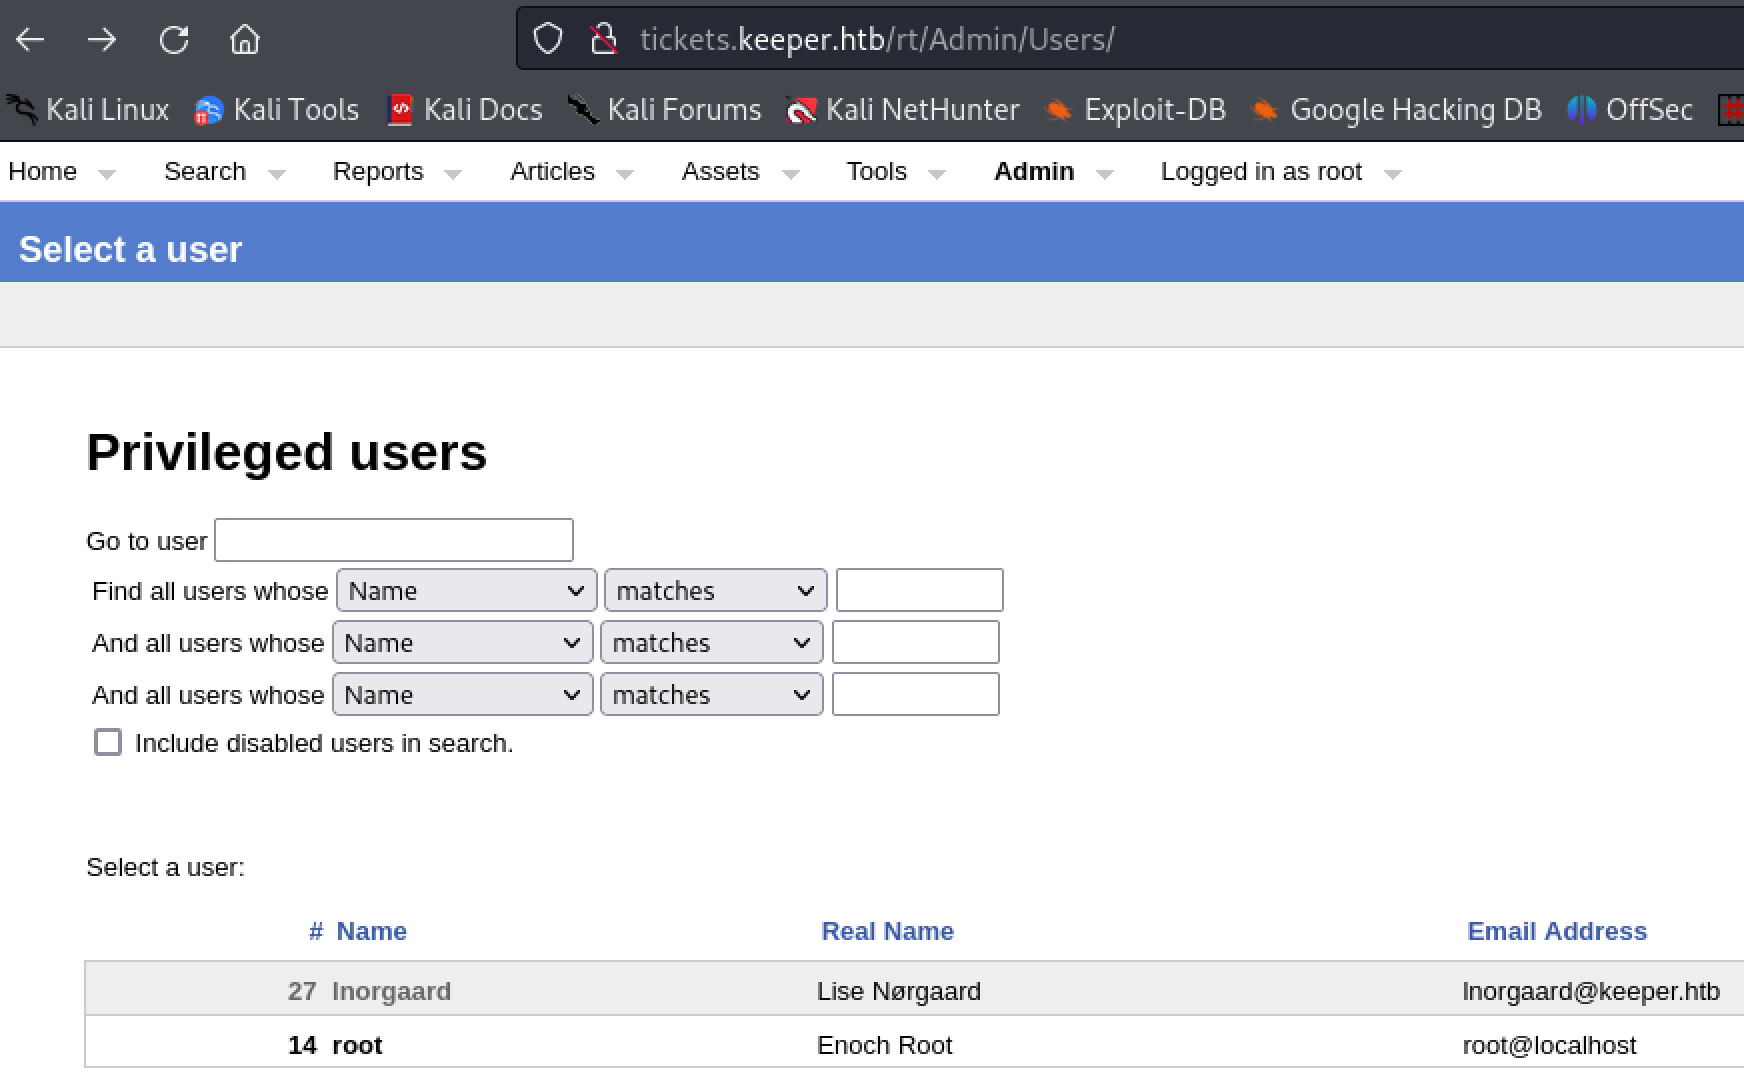 tickets.keeper.htb/rt/Admin/Users/
Kali Linux Kali Tools Kali Docs Kali Forums Kali NetHunter Exploit-DB Google Hacking DB OffSec
Home Search Reports Articles Assets Tools Admin Logged in as root
Select a user
Privileged users
Go to user
Find all users whose Name matches
And all users whose Name matches
And all users whose Name matches
Include disabled users in search.
Select a user:
# Name Real Name Email Address
27 lnorgaard Lise Nørgaard lnorgaard@keeper.htb
14 root Enoch Root root@localhost